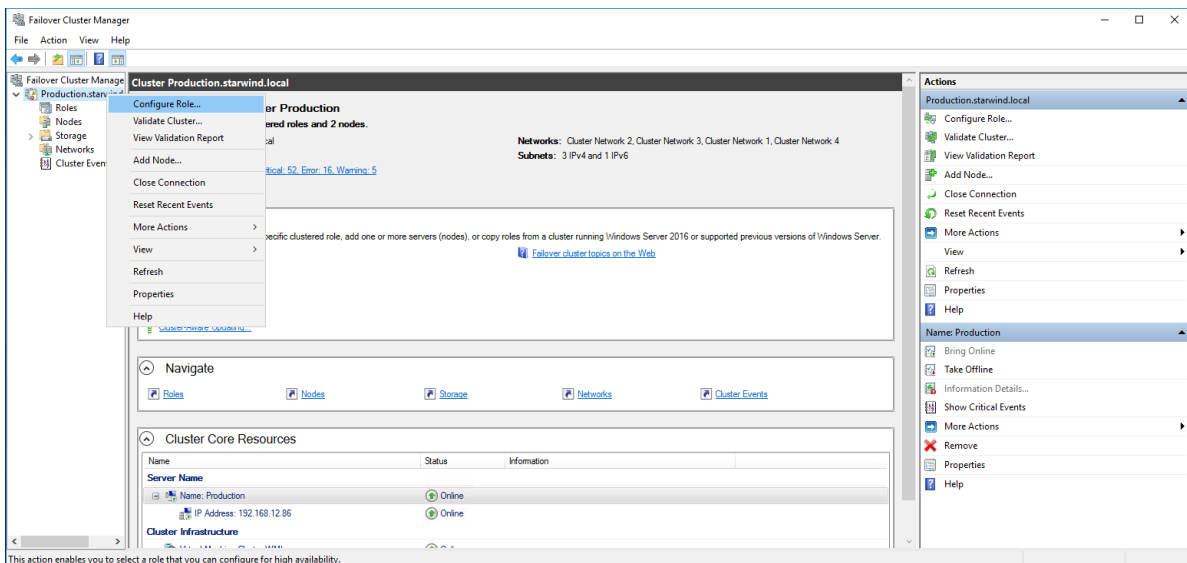 Failover Cluster Manager
File Action View Help
Failover Cluster Manage
Production.starwind
Roles
Nodes
Storage
Networks
Cluster Even
Configure Role...
Validate Cluster...
View Validation Report
Add Node...
Close Connection
Reset Recent Events
More Actions
View
Refresh
Properties
Help
Cluster Production.starwind.local
er Production
ered roles and 2 nodes.
cal
Networks: Cluster Network 2, Cluster Network 3, Cluster Network 1, Cluster Network 4
Subnets: 3 IPv4 and 1 IPv6
itical: 52, Error: 16, Warning: 5
pecific clustered role, add one or more servers (nodes), or copy roles from a cluster running Windows Server 2016 or supported previous versions of Windows Server.
Failover cluster topics on the Web
Cluster-Aware Updating...
Navigate
Roles Nodes Storage Networks Cluster Events
Cluster Core Resources
Name Status Information
Server Name
Name: Production Online
IP Address: 192.168.12.86 Online
Cluster Infrastructure
Actions
Production.starwind.local
Configure Role...
Validate Cluster...
View Validation Report
Add Node...
Close Connection
Reset Recent Events
More Actions
View
Refresh
Properties
Help
Name: Production
Bring Online
Take Offline
Information Details...
Show Critical Events
More Actions
Remove
Properties
Help
This action enables you to select a role that you can configure for high availability.